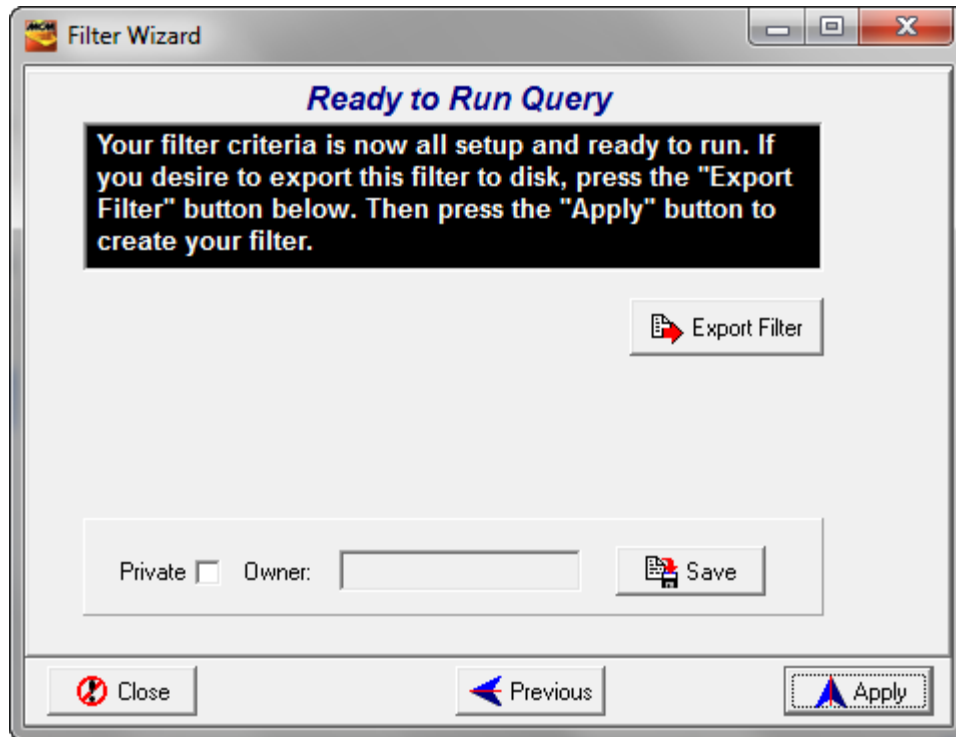 MCM
Filter Wizard
Ready to Run Query
Your filter criteria is now all setup and ready to run. If
you desire to export this filter to disk, press the "Export
Filter" button below. Then press the "Apply" button to
create your filter.
Export Filter
Private Owner: Save
Close Previous Apply